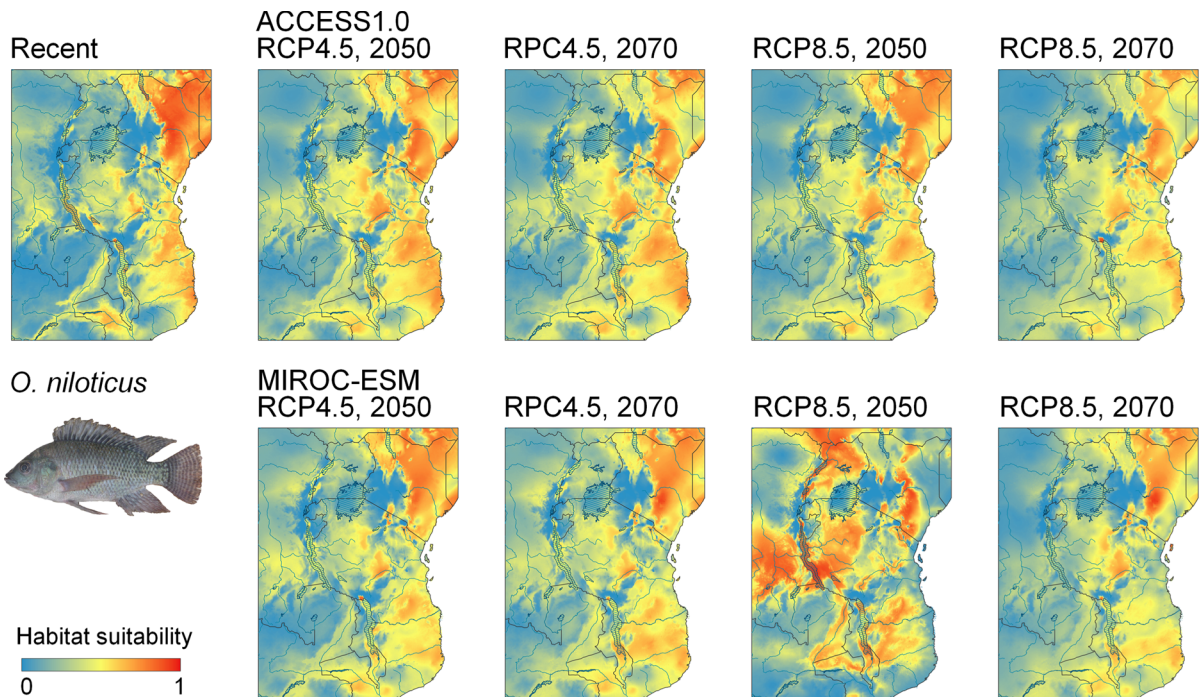 Recent
ACCESS1.0
RCP4.5, 2050
RPC4.5, 2070
RCP8.5, 2050
RCP8.5, 2070
O. niloticus
MIROC-ESM
RCP4.5, 2050
RPC4.5, 2070
RCP8.5, 2050
RCP8.5, 2070
Habitat suitability
0 1